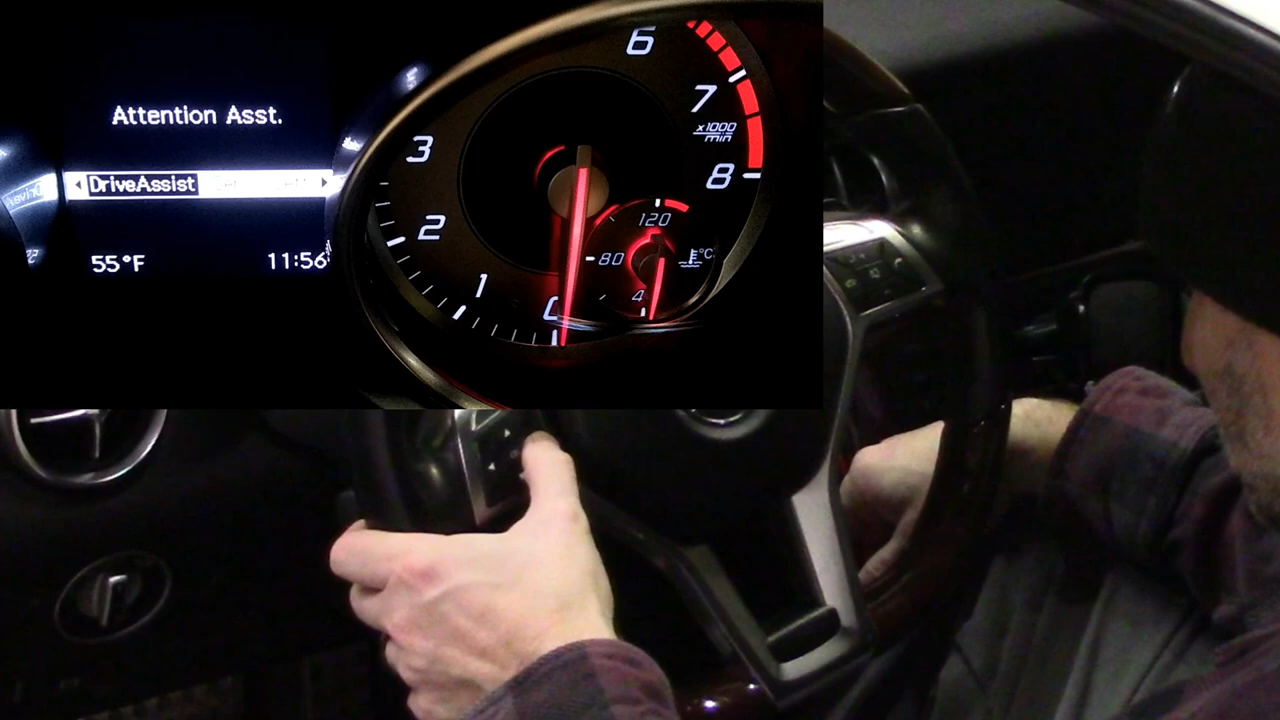 Attention Asst.
DriveAssist
55°F
11:56
6
7
x1000
min
8
3
2
1
0
120
80
°C
4